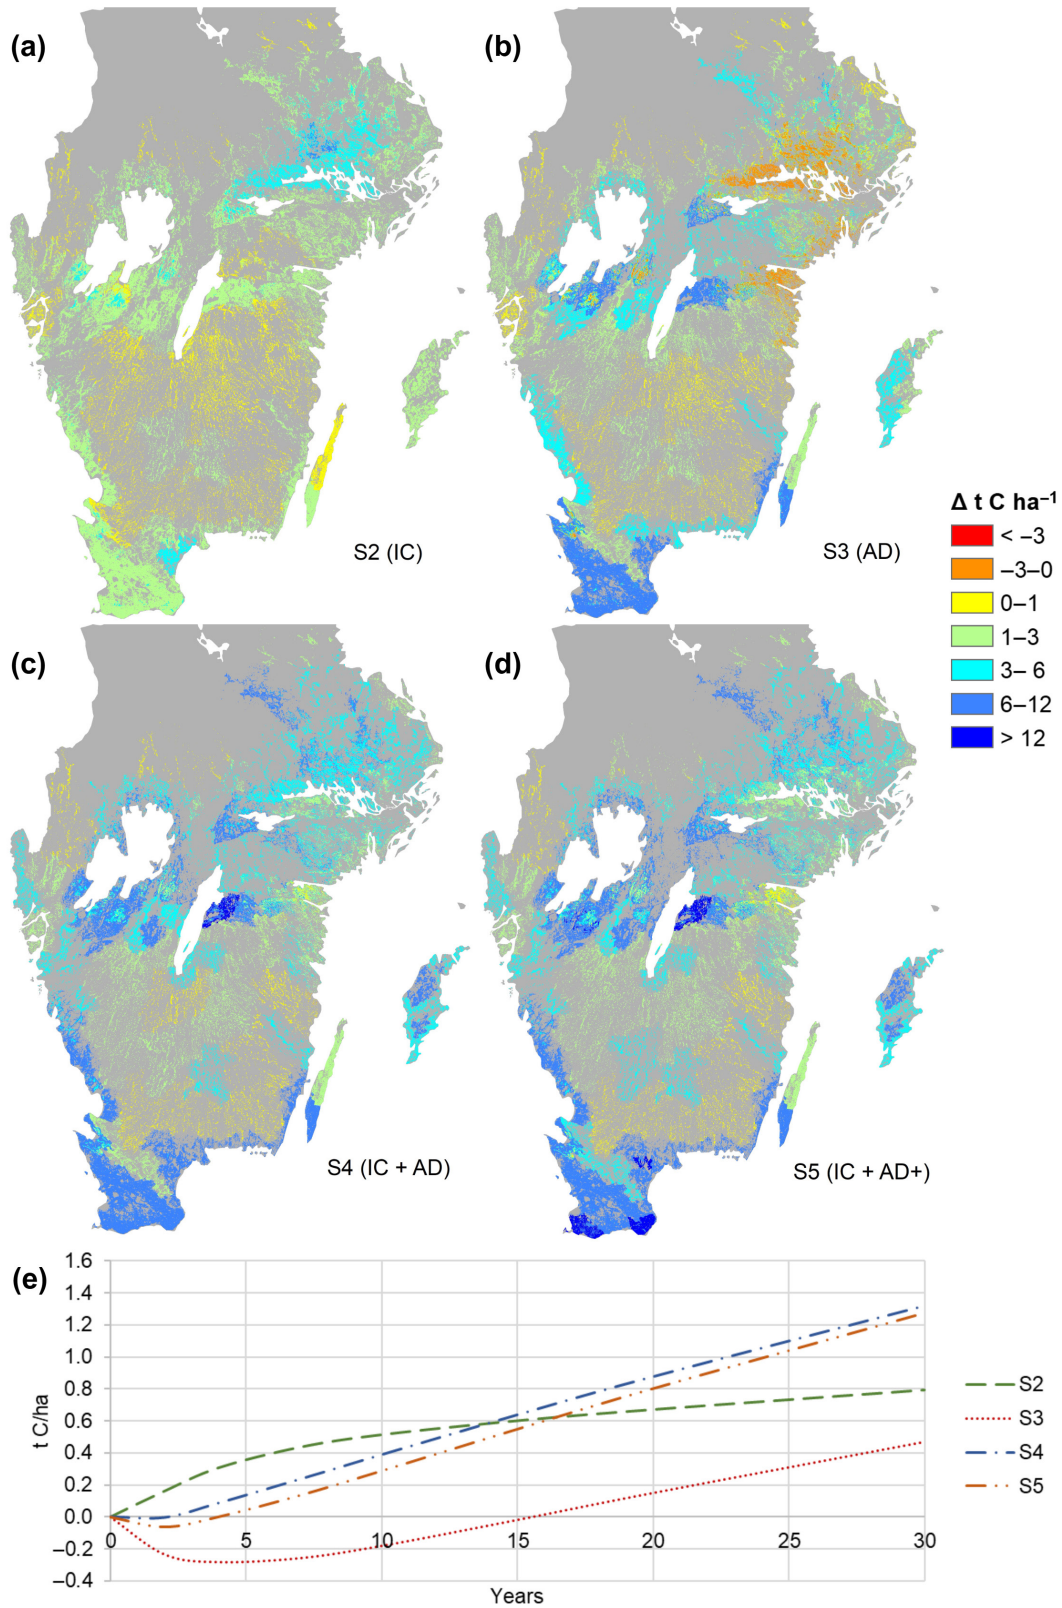 (a)
(b)
S2 (IC)
S3 (AD)
Δ t C ha⁻¹
< –3
–3–0
0–1
1–3
3– 6
6–12
> 12
(c)
(d)
S4 (IC + AD)
S5 (IC + AD+)
(e)
1.6
1.4
1.2
1.0
0.8
0.6
0.4
0.2
0.0
–0.2
–0.4
t C/ha
0 5 10 15 20 25 30
Years
S2
S3
S4
S5